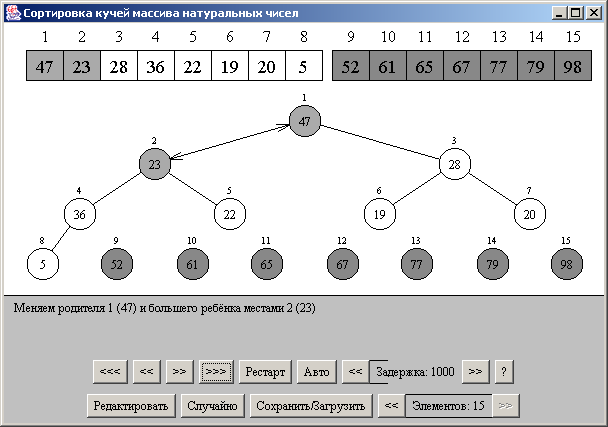 Сортировка кучей массива натуральных чисел
1 2 3 4 5 6 7 8 9 10 11 12 13 14 15
47 23 28 36 22 19 20 5 52 61 65 67 77 79 98
1
47
2 3
23 28
4 5 6 7
36 22 19 20
8 9 10 11 12 13 14 15
5 52 61 65 67 77 79 98
Меняем родителя 1 (47) и большего ребёнка местами 2 (23)
<<< << >> >>> Рестарт Авто << Задержка: 1000 >> ?
Редактировать Случайно Сохранить/Загрузить << Элементов: 15 >>